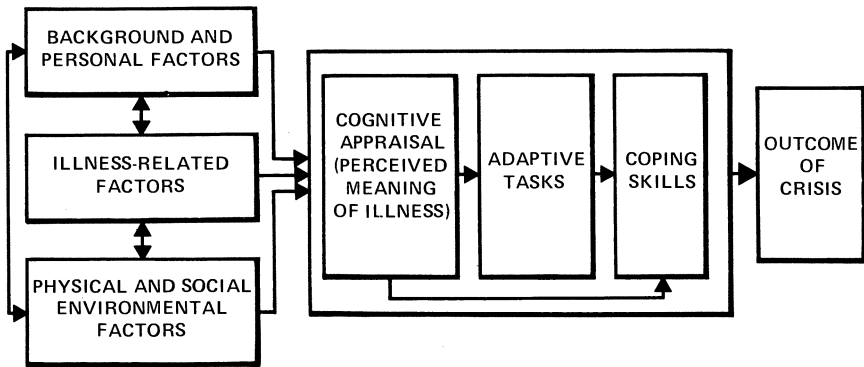 BACKGROUND AND
PERSONAL FACTORS
ILLNESS-RELATED
FACTORS
PHYSICAL AND SOCIAL
ENVIRONMENTAL
FACTORS
COGNITIVE
APPRAISAL
(PERCEIVED
MEANING
OF ILLNESS)
ADAPTIVE
TASKS
COPING
SKILLS
OUTCOME
OF
CRISIS